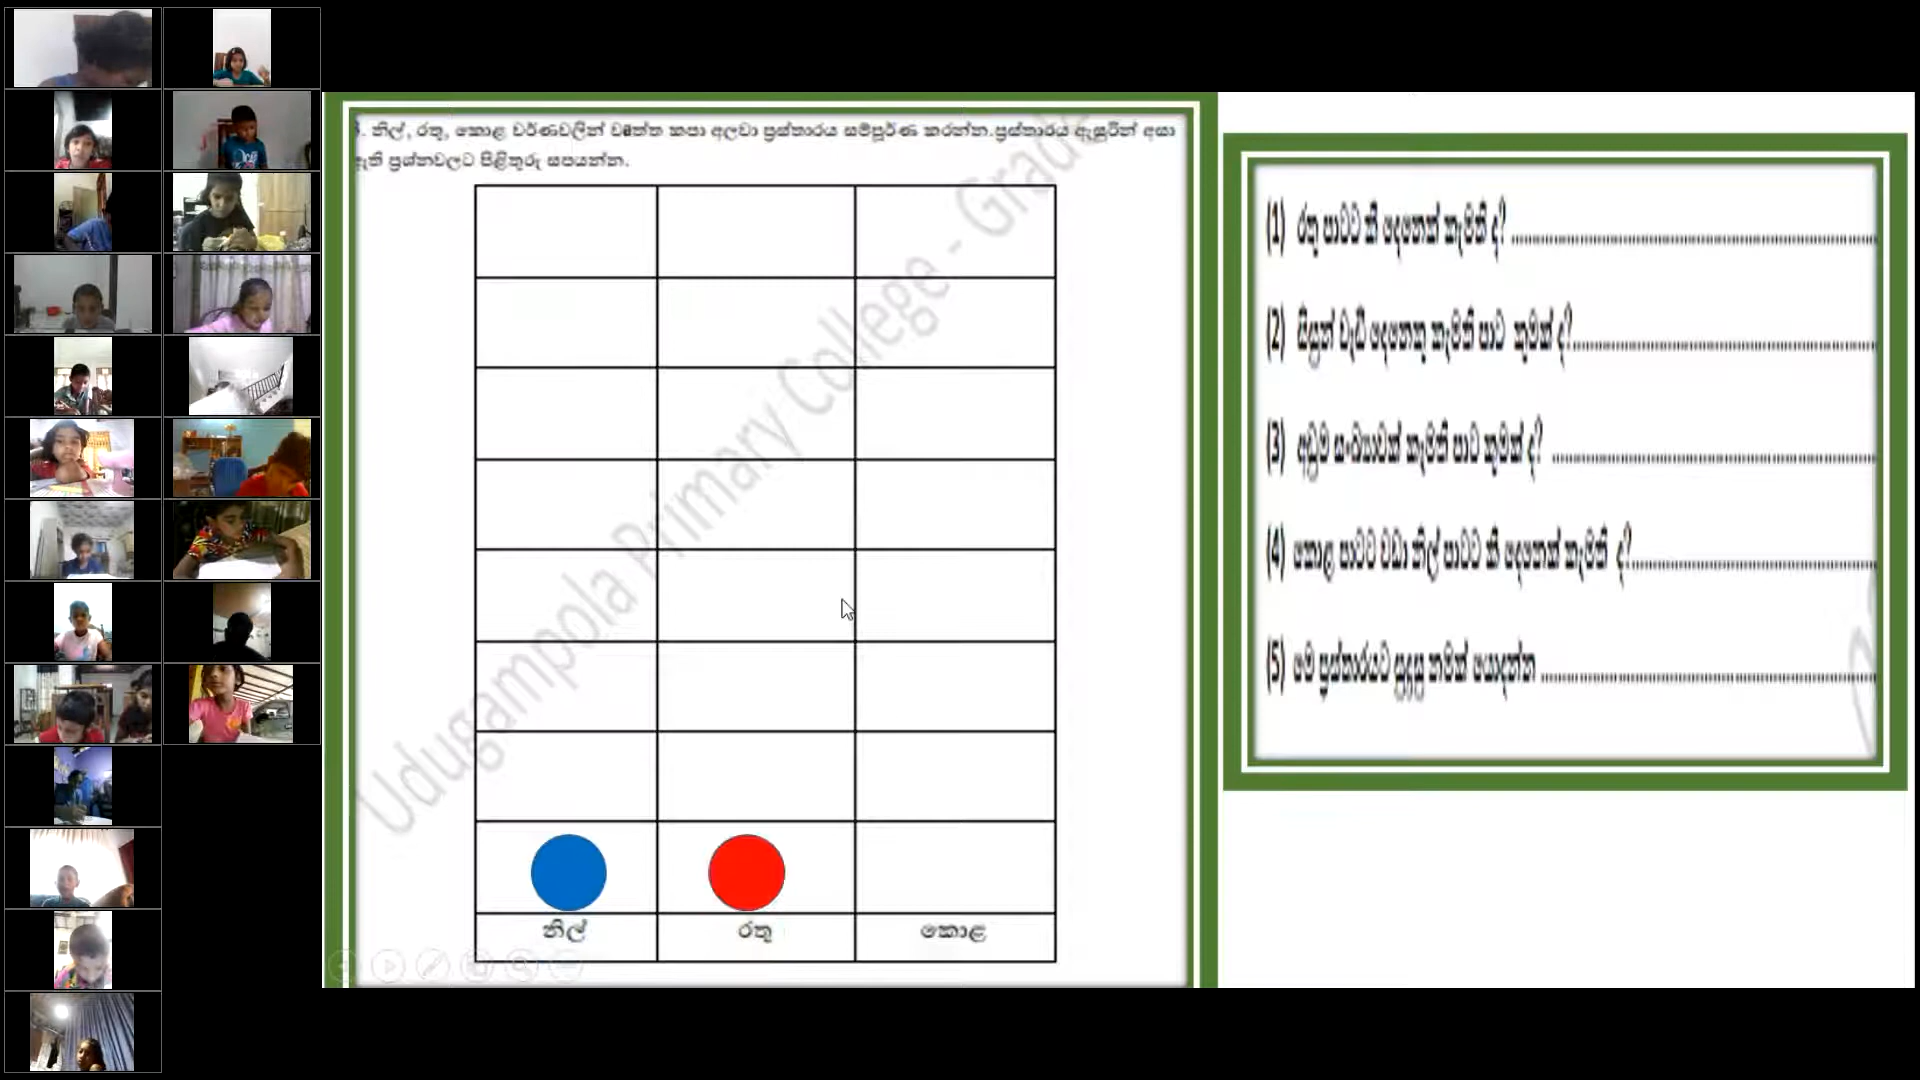 . නිල්, රතු, කොළ වර්ණවලින් වෘත්ත කපා අලවා ප්‍රස්තාරය සම්පූර්ණ කරන්න.ප්‍රස්තාරය ඇසුරින් අසා
ඇති ප්‍රශ්නවලට පිළිතුරු සපයන්න.
නිල් රතු කොළ
Udugampola Primary College - Grade
(1) රතු පාටට කී දෙනෙක් කැමති ද? ........................
(2) සිසුන් වැඩි දෙනෙකු කැමති පාට කුමක් ද?........................
(3) අඩුම සංඛ්‍යාවක් කැමති පාට කුමක් ද? ........................
(4) කොළ පාටට වඩා නිල් පාටට කී දෙනෙක් කැමති ද?........................
(5) මෙම ප්‍රස්තාරයට සුදුසු නමක් යොදන්න ........................